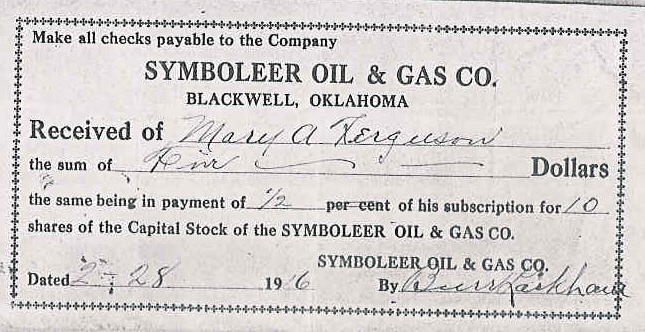 Make all checks payable to the Company
SYMBOLEER OIL & GAS CO.
BLACKWELL, OKLAHOMA
Received of Mary A Ferguson
the sum of Five Dollars
the same being in payment of 1/2 per cent of his subscription for 10
shares of the Capital Stock of the SYMBOLEER OIL & GAS CO.
SYMBOLEER OIL & GAS CO.
Dated 2 - 28 1916 By Burr